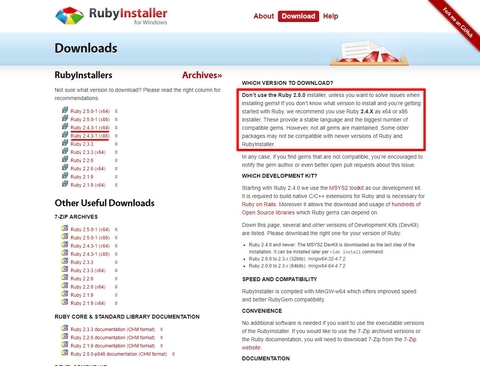 RubyInstaller
for Windows
About Download Help
Fork me on GitHub
Downloads
RubyInstallers Archives»
Not sure what version to download? Please read the right column for
recommendations.
Ruby 2.5.0-1 (x64)
Ruby 2.5.0-1 (x86)
Ruby 2.4.3-1 (x64)
Ruby 2.4.3-1 (x86)
Ruby 2.3.3
Ruby 2.3.3 (x64)
Ruby 2.2.6 (x64)
Ruby 2.2.6
Ruby 2.1.9
Ruby 2.1.9 (x64)
Other Useful Downloads
7-ZIP ARCHIVES
Ruby 2.5.0-1 (x64)
Ruby 2.5.0-1 (x86)
Ruby 2.4.3-1 (x64)
Ruby 2.4.3-1 (x86)
Ruby 2.3.3
Ruby 2.3.3 (x64)
Ruby 2.2.6 (x64)
Ruby 2.2.6
Ruby 2.1.9
Ruby 2.1.9 (x64)
RUBY CORE & STANDARD LIBRARY DOCUMENTATION
Ruby 2.3.3 documentation (CHM format)
Ruby 2.2.6 documentation (CHM format)
Ruby 2.1.9 documentation (CHM format)
Ruby 2.0.0-p648 documentation (CHM format)
WHICH VERSION TO DOWNLOAD?
Don't use the Ruby 2.5.0 installer, unless you want to solve issues when
installing gems! If you don't know what version to install and you're getting
started with Ruby, we recommend you use Ruby 2.4.X as x64 or x86
installer. These provide a stable language and the biggest number of
compatible gems. However, not all gems are maintained. Some older
packages may not be compatible with newer versions of Ruby and
RubyInstaller.
In any case, if you find gems that are not compatible, you're encouraged to
notify the gem author or even better open pull requests about this issue.
WHICH DEVELOPMENT KIT?
Starting with Ruby 2.4.0 we use the MSYS2 toolkit as our development kit.
It is required to build native C/C++ extensions for Ruby and is necessary for
Ruby on Rails. Moreover it allows the download and usage of hundreds of
Open Source libraries which Ruby gems can depend on.
Down this page, several and other versions of Development Kits (DevKit)
are listed. Please download the right one for your version of Ruby:
Ruby 2.4.0 and newer: The MSYS2 DevKit is downloaded as the last step of the
installation. It can be installed later per ridk install command.
Ruby 2.0.0 to 2.3.x (32bits): mingw64-32-4.7.2
Ruby 2.0.0 to 2.3.x (64bits): mingw64-64-4.7.2
SPEED AND COMPATIBILITY
RubyInstaller is compiled with MinGW-w64 which offers improved speed
and better RubyGem compatibility.
CONVENIENCE
No additional software is needed if you want to use the executable versions
of the RubyInstaller. If you would like to use the 7-Zip archived versions or
the Ruby documentation, you will need to download 7-Zip from the 7-Zip
website.
DOCUMENTATION